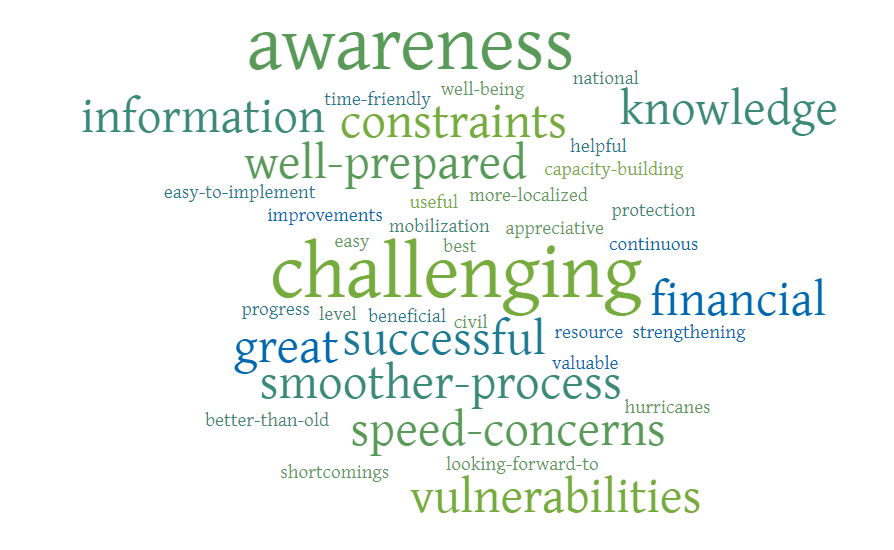 awareness
national
well-being
time-friendly
information
constraints
knowledge
helpful
well-prepared
capacity-building
easy-to-implement
useful
more-localized
improvements
protection
mobilization
appreciative
easy
best
continuous
challenging
financial
progress
level
beneficial
civil
great
successful
resource
strengthening
valuable
smoother-process
hurricanes
better-than-old
speed-concerns
looking-forward-to
shortcomings
vulnerabilities